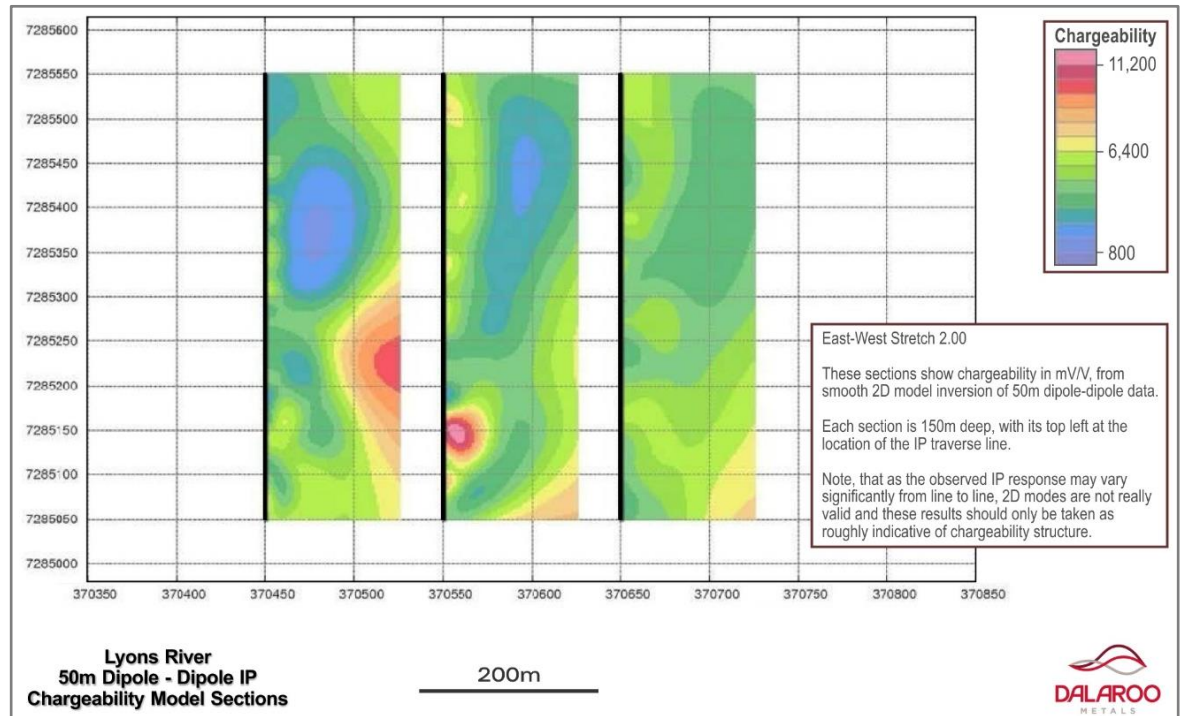 7285600
7285550
7285500
7285450
7285400
7285350
7285300
7285250
7285200
7285150
7285100
7285050
7285000
370350
370400
370450
370500
370550
370600
370650
370700
370750
370800
370850
Chargeability
11,200
6,400
800
East-West Stretch 2.00
These sections show chargeability in mV/V, from
smooth 2D model inversion of 50m dipole-dipole data.
Each section is 150m deep, with its top left at the
location of the IP traverse line.
Note, that as the observed IP response may vary
significantly from line to line, 2D modes are not really
valid and these results should only be taken as
roughly indicative of chargeability structure.
Lyons River
50m Dipole - Dipole IP
Chargeability Model Sections
200m
DALAROO
METALS